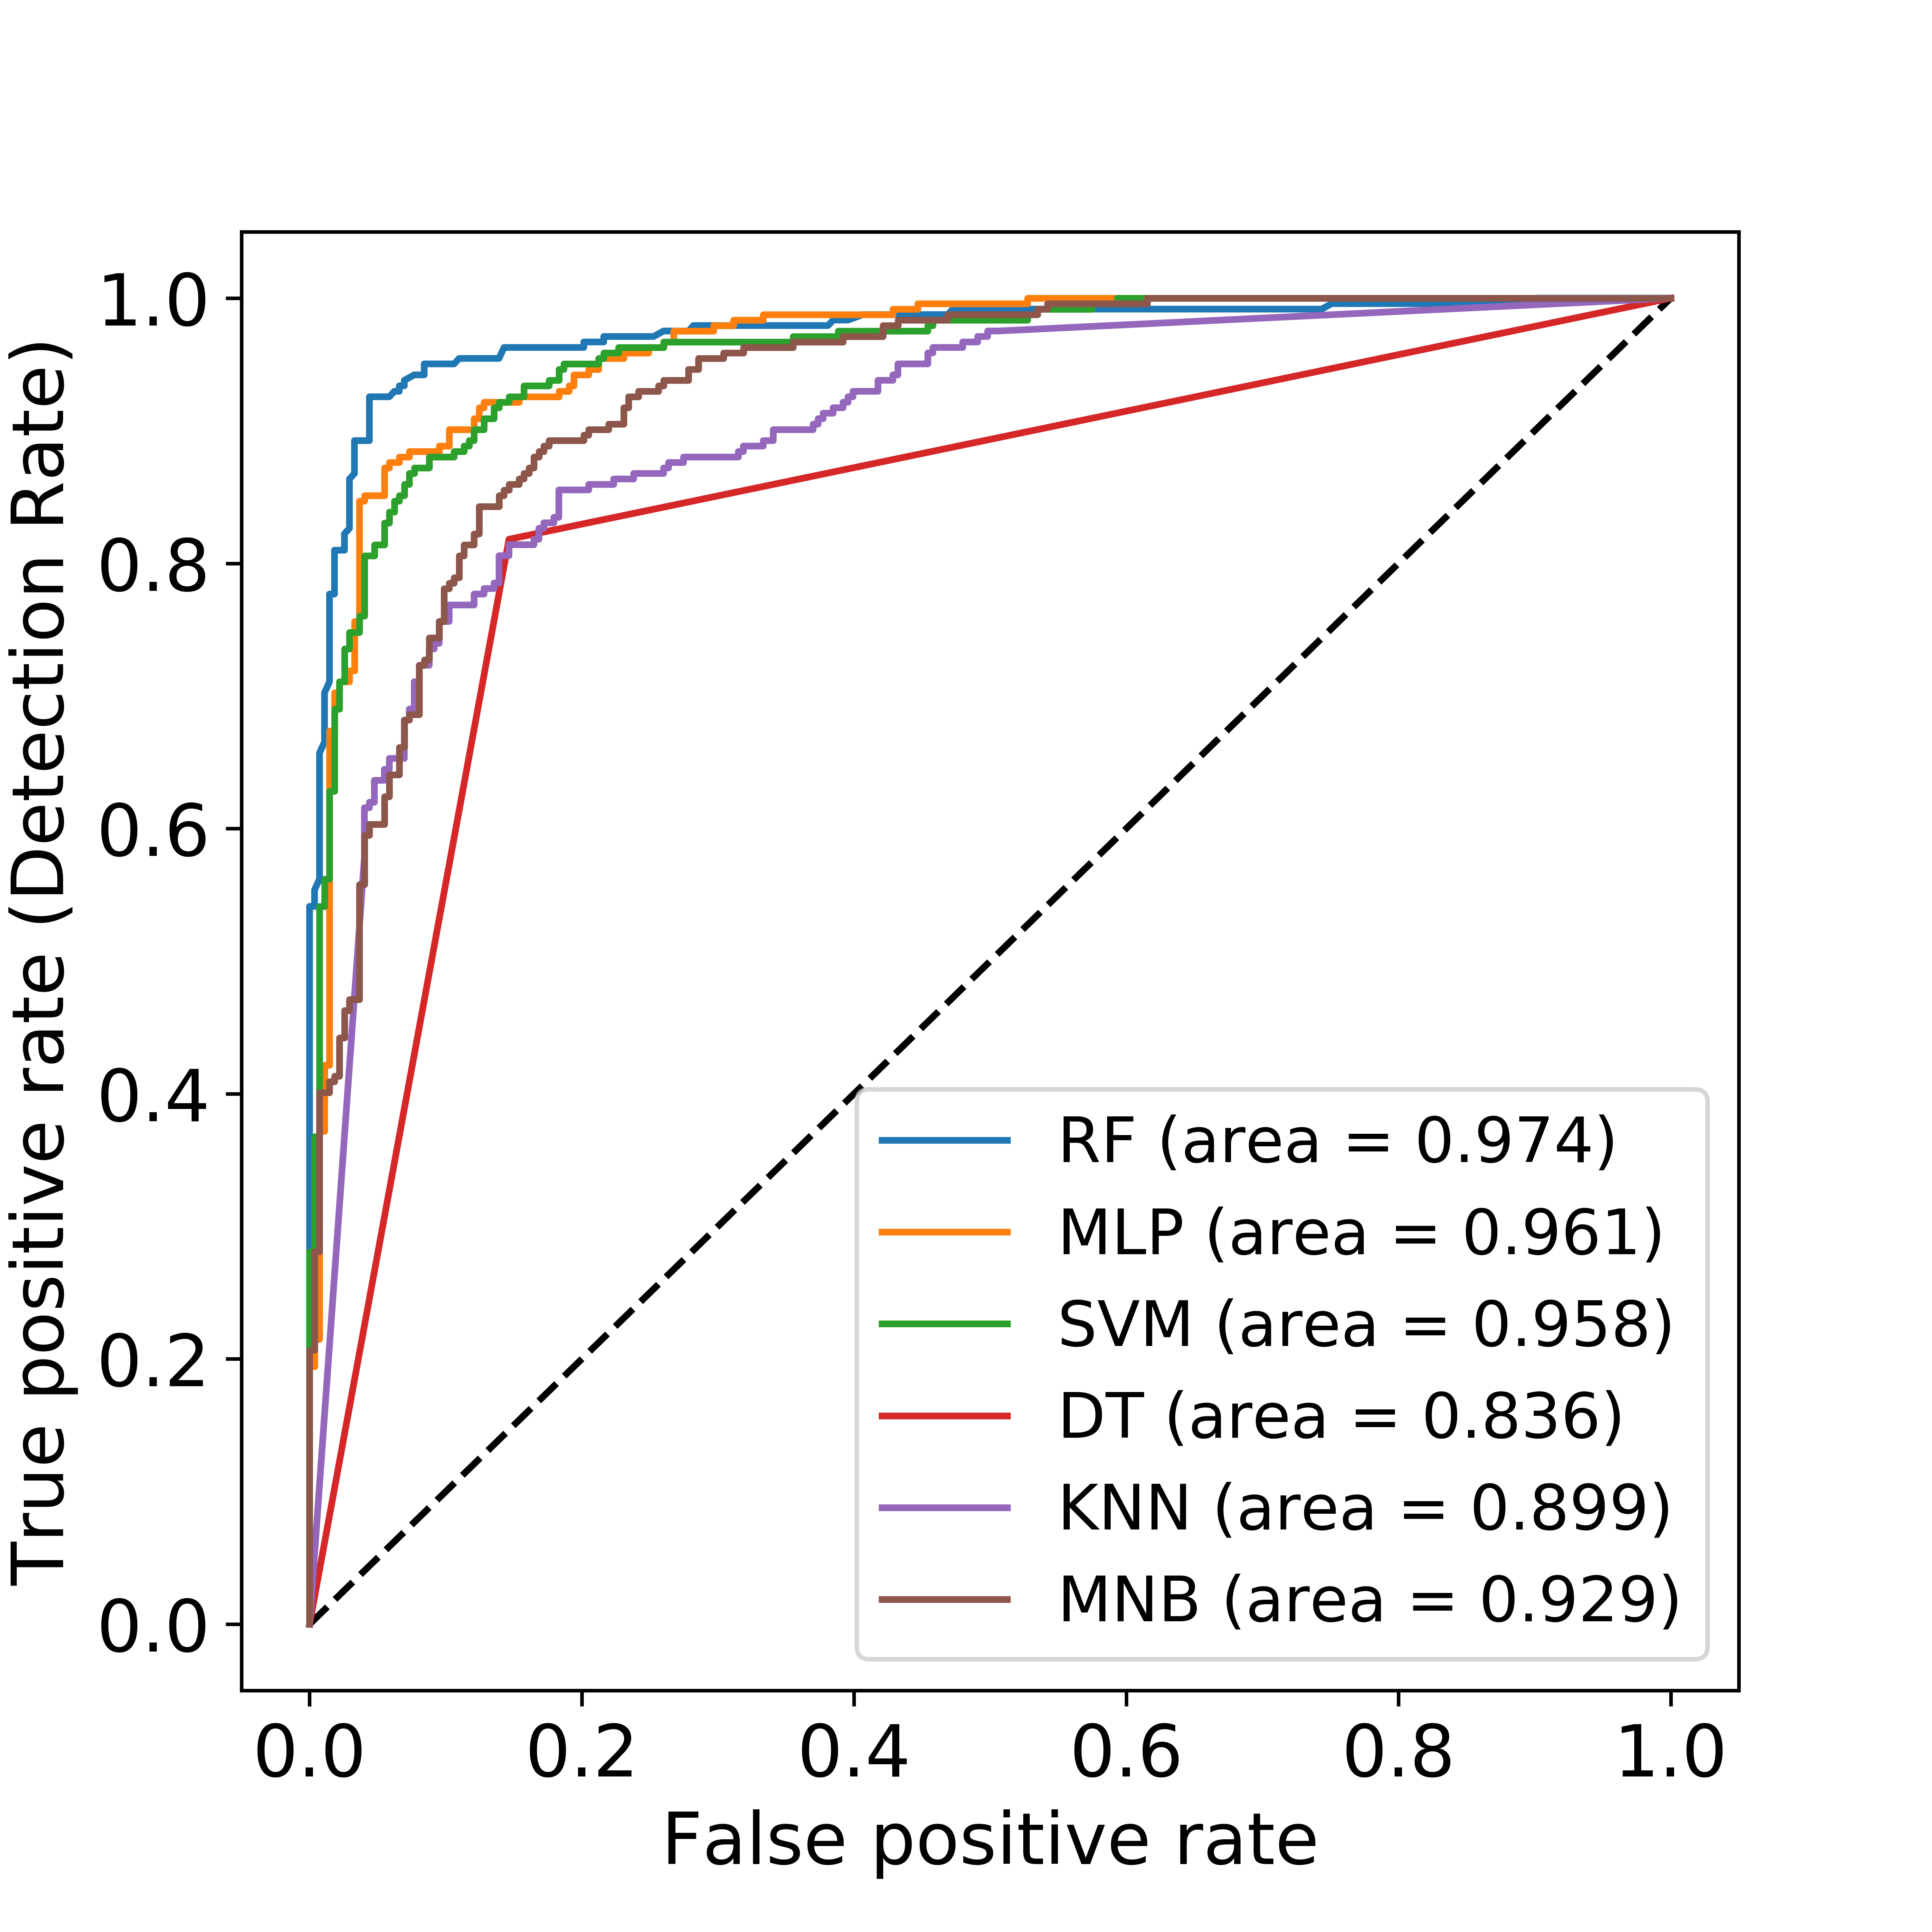 True positive rate (Detection Rate)
1.0
0.8
0.6
0.4
0.2
0.0
RF (area = 0.974)
MLP (area = 0.961)
SVM (area = 0.958)
DT (area = 0.836)
KNN (area = 0.899)
MNB (area = 0.929)
0.0 0.2 0.4 0.6 0.8 1.0
False positive rate